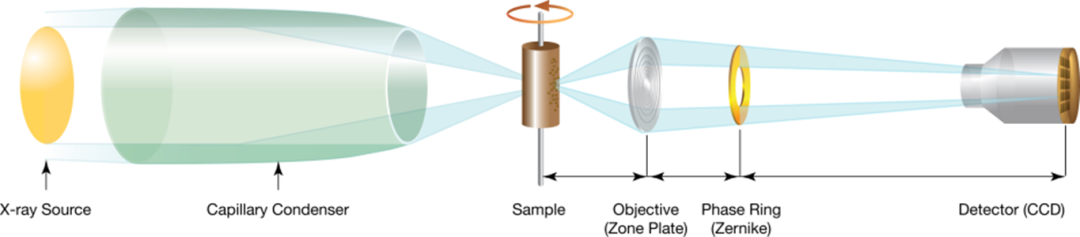 X-ray Source
Capillary Condenser
Sample
Objective
(Zone Plate)
Phase Ring
(Zernike)
Detector (CCD)